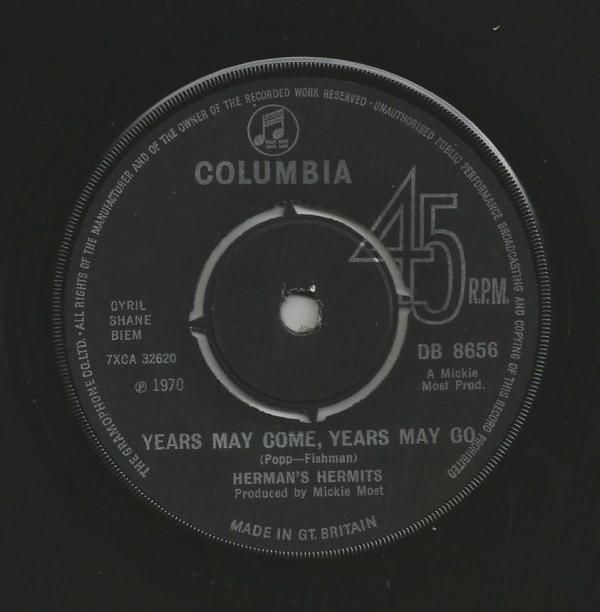 THE GRAMOPHONE CO. LTD. · ALL RIGHTS OF THE MANUFACTURER AND OF THE OWNER OF THE RECORDED WORK RESERVED · UNAUTHORISED PUBLIC PERFORMANCE BROADCASTING AND COPYING OF THIS RECORD PROHIBITED
COLUMBIA
45
R.P.M.
CYRIL
SHANE
BIEM
7XCA 32620
℗ 1970
DB 8656
A Mickie
Most Prod.
YEARS MAY COME, YEARS MAY GO
(Popp—Fishman)
HERMAN'S HERMITS
Produced by Mickie Most
MADE IN GT. BRITAIN